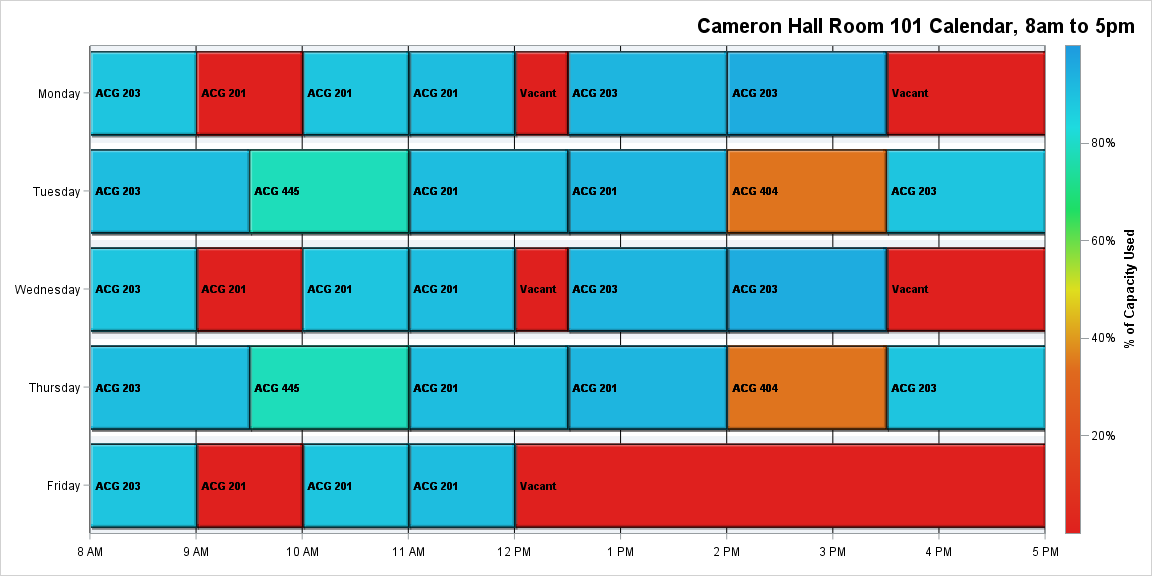 Cameron Hall Room 101 Calendar, 8am to 5pm
Monday
ACG 203
ACG 201
ACG 201
ACG 201
Vacant
ACG 203
ACG 203
Vacant
Tuesday
ACG 203
ACG 445
ACG 201
ACG 201
ACG 404
ACG 203
Wednesday
ACG 203
ACG 201
ACG 201
ACG 201
Vacant
ACG 203
ACG 203
Vacant
Thursday
ACG 203
ACG 445
ACG 201
ACG 201
ACG 404
ACG 203
Friday
ACG 203
ACG 201
ACG 201
ACG 201
Vacant
8 AM
9 AM
10 AM
11 AM
12 PM
1 PM
2 PM
3 PM
4 PM
5 PM
80%
60%
40%
20%
% of Capacity Used